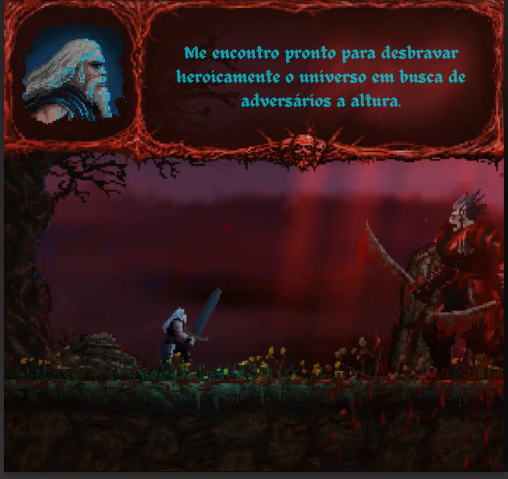 Me encontro pronto para desbravar
heroicamente o universo em busca de
adversários a altura.